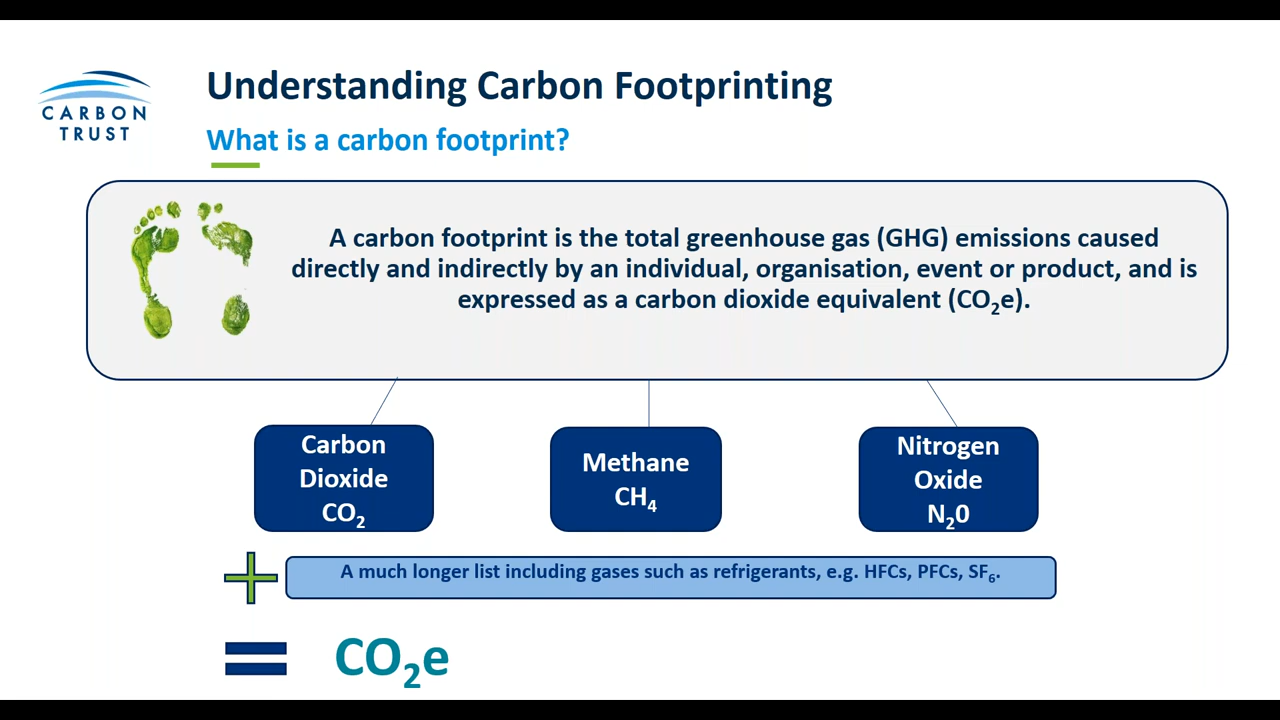 CARBON
TRUST
Understanding Carbon Footprinting
What is a carbon footprint?
A carbon footprint is the total greenhouse gas (GHG) emissions caused
directly and indirectly by an individual, organisation, event or product, and is
expressed as a carbon dioxide equivalent (CO₂e).
Carbon
Dioxide
CO₂
Methane
CH₄
Nitrogen
Oxide
N₂0
A much longer list including gases such as refrigerants, e.g. HFCs, PFCs, SF₆.
CO₂e